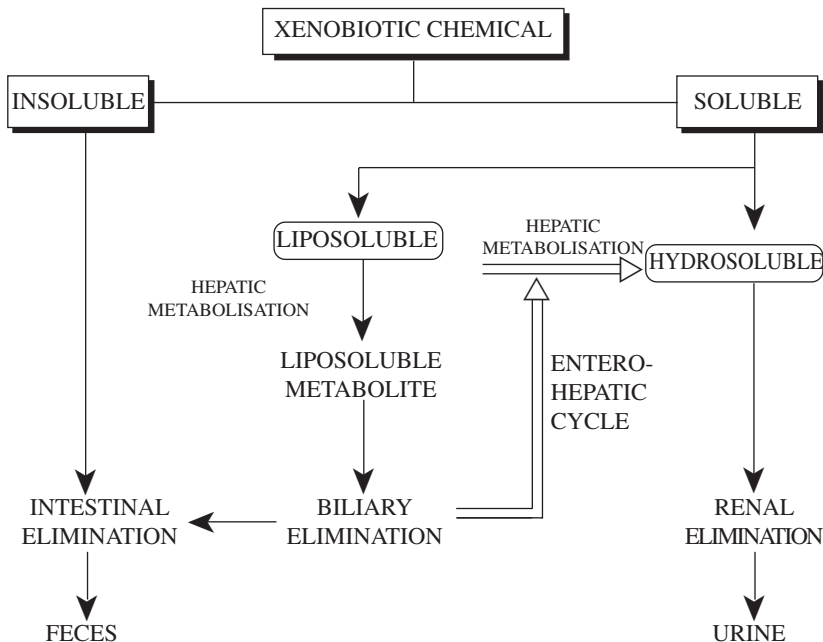 XENOBIOTIC CHEMICAL
INSOLUBLE
SOLUBLE
LIPOSOLUBLE
HEPATIC
METABOLISATION
HYDROSOLUBLE
HEPATIC
METABOLISATION
LIPOSOLUBLE
METABOLITE
ENTERO-
HEPATIC
CYCLE
INTESTINAL
ELIMINATION
BILIARY
ELIMINATION
RENAL
ELIMINATION
FECES
URINE